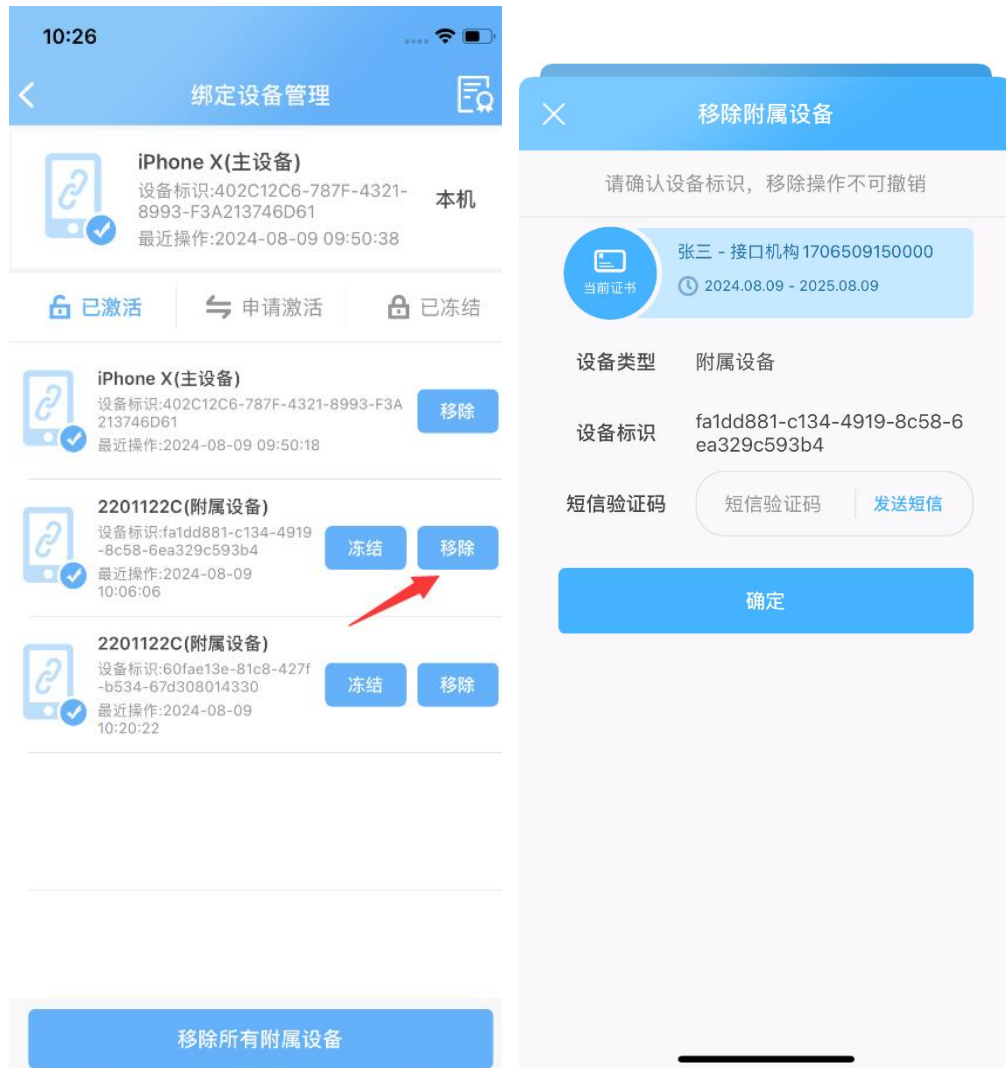 10:26
绑定设备管理
iPhone X(主设备)
设备标识:402C12C6-787F-4321-
8993-F3A213746D61
最近操作:2024-08-09 09:50:38
本机
已激活
申请激活
已冻结
iPhone X(主设备)
设备标识:402C12C6-787F-4321-8993-F3A
213746D61
最近操作:2024-08-09 09:50:18
移除
2201122C(附属设备)
设备标识:fa1dd881-c134-4919
-8c58-6ea329c593b4
最近操作:2024-08-09
10:06:06
冻结
移除
2201122C(附属设备)
设备标识:60fae13e-81c8-427f
-b534-67d308014330
最近操作:2024-08-09
10:20:22
冻结
移除
移除所有附属设备
移除附属设备
请确认设备标识，移除操作不可撤销
当前证书
张三 - 接口机构1706509150000
2024.08.09 - 2025.08.09
设备类型
附属设备
设备标识
fa1dd881-c134-4919-8c58-6
ea329c593b4
短信验证码
短信验证码
发送短信
确定